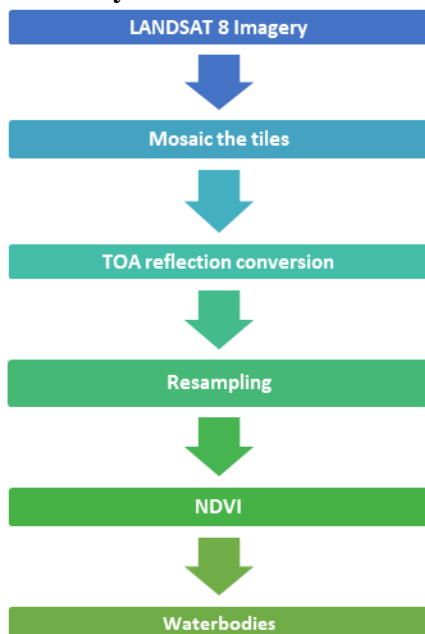 LANDSAT 8 Imagery
Mosaic the tiles
TOA reflection conversion
Resampling
NDVI
Waterbodies